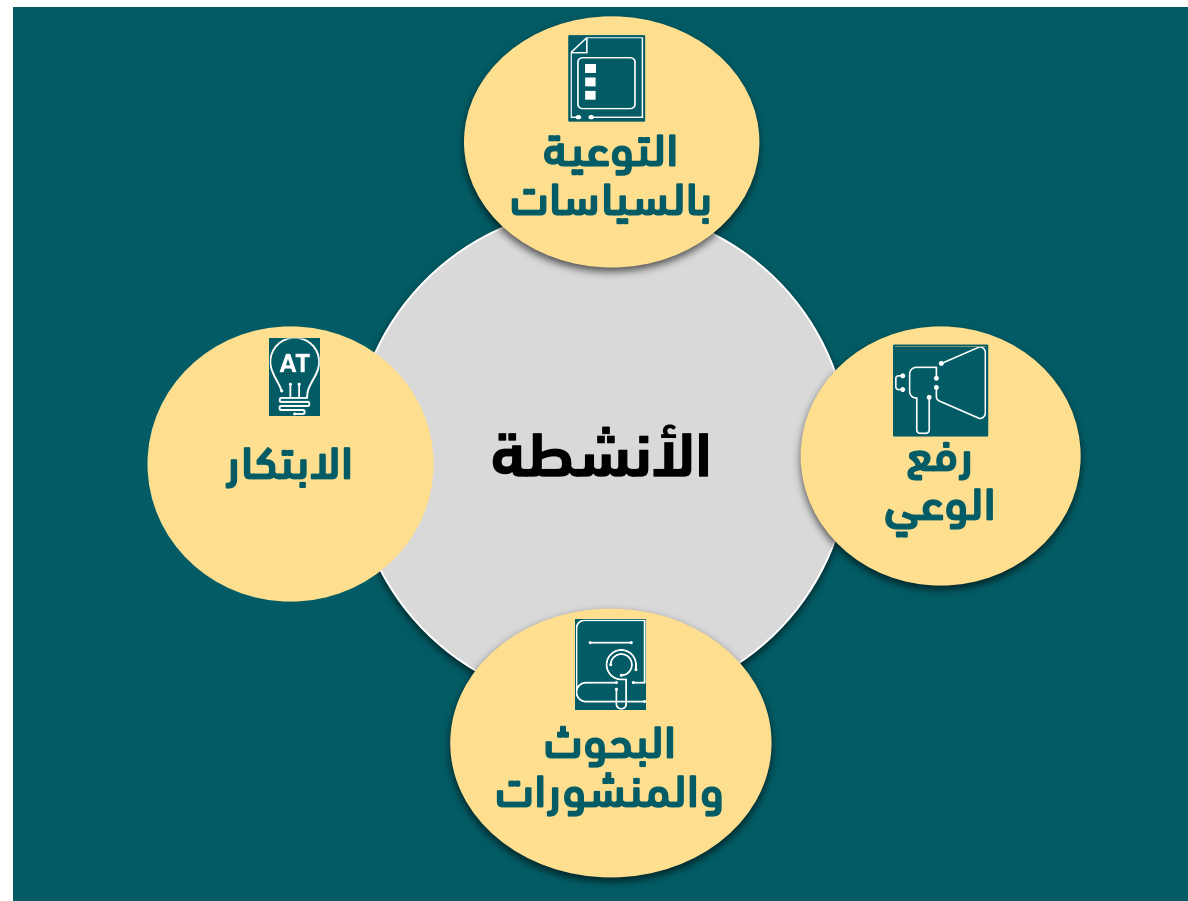 التوعية
بالسياسات
رفع
الوعي
الأنشطة
AT
الابتكار
البحوث
والمنشورات